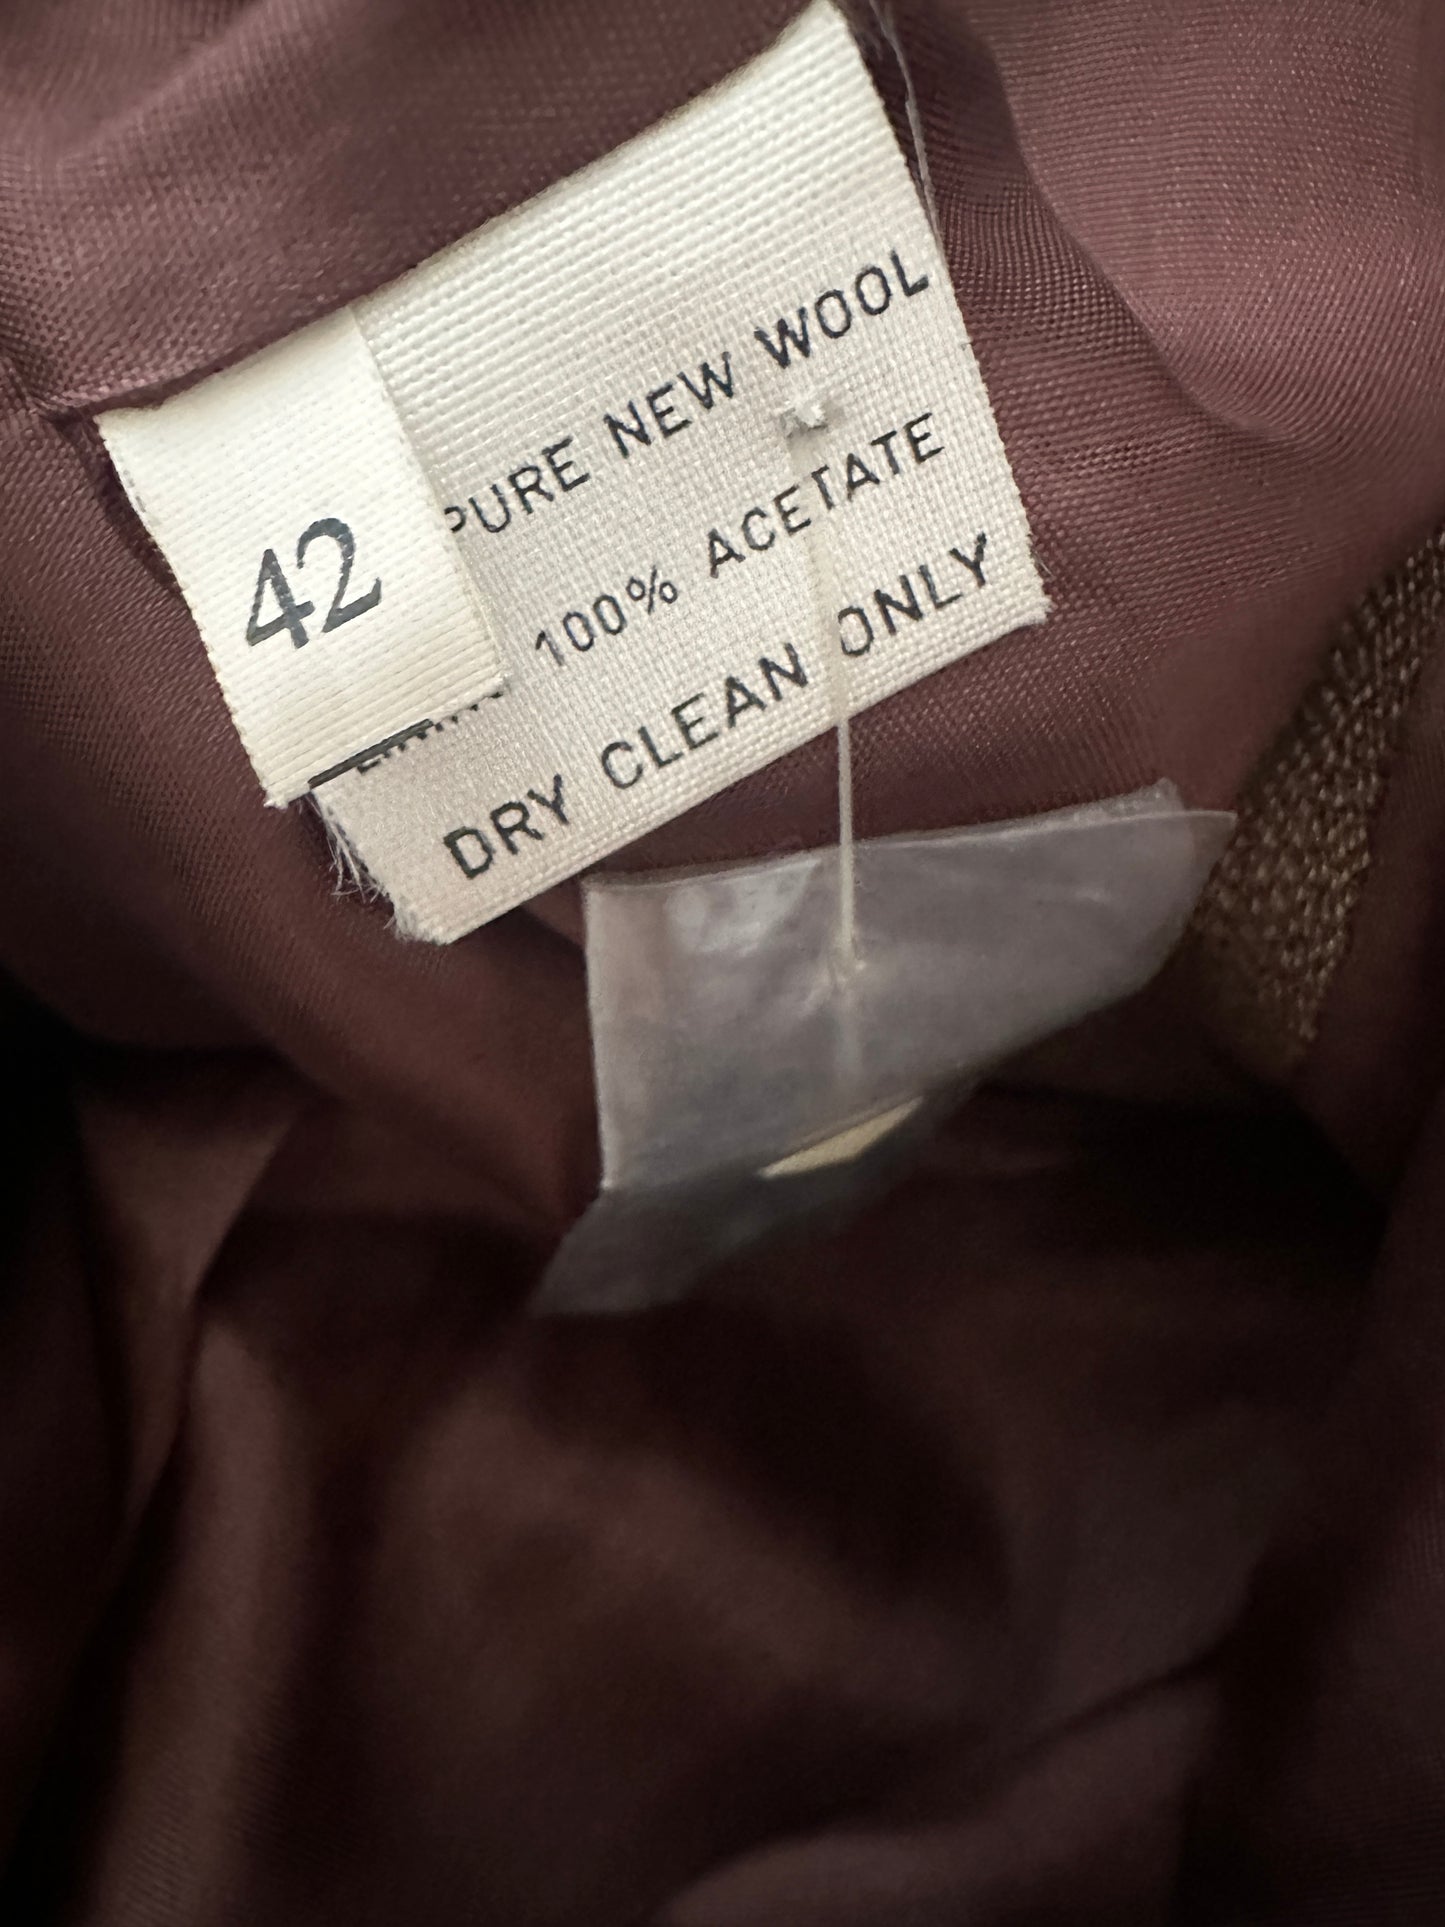 42
PURE NEW WOOL
100% ACETATE
DRY CLEAN ONLY